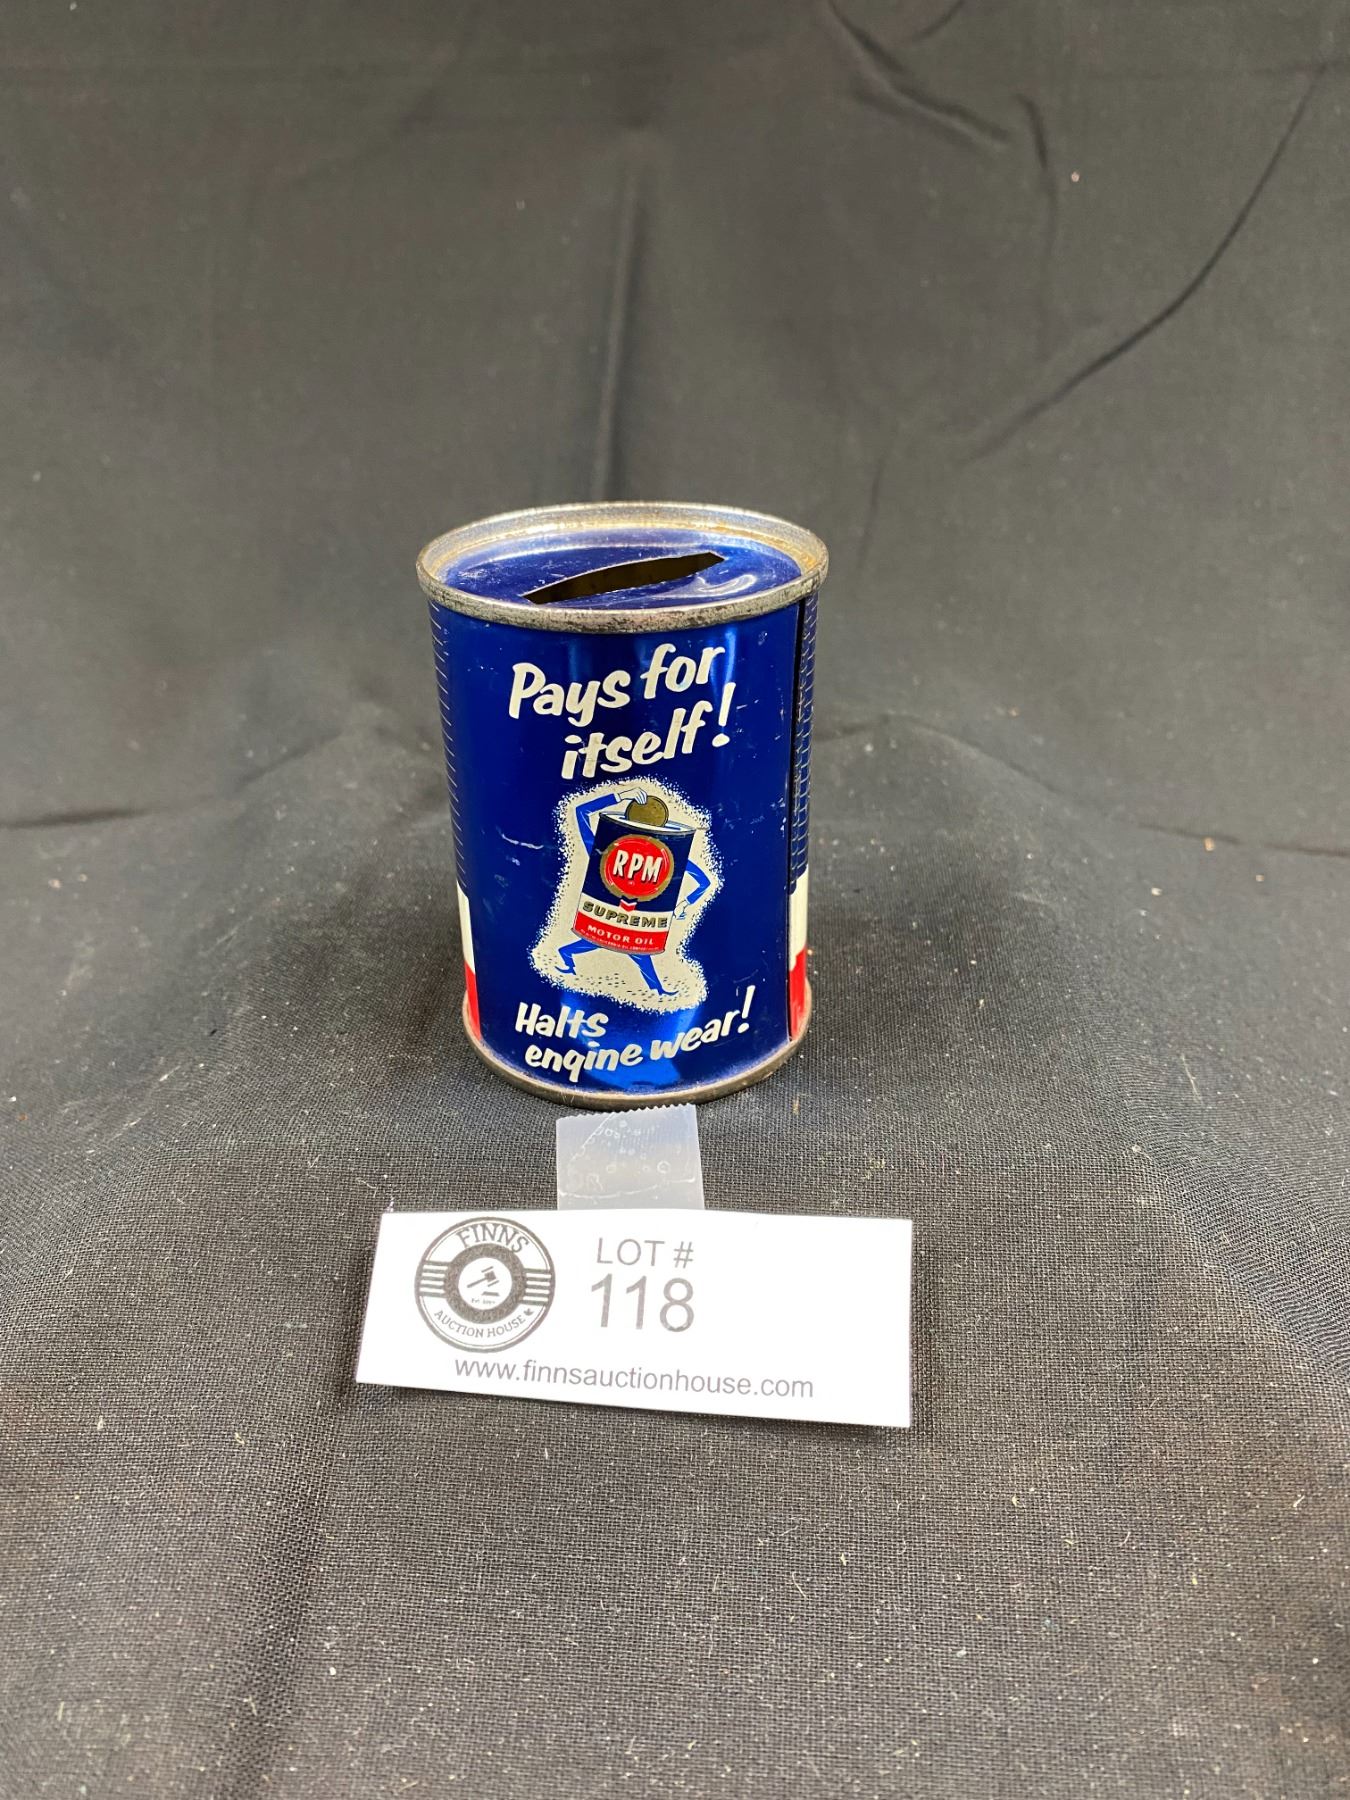 Pays for
itself!
RPM
SUPREME
MOTOR OIL
Halts
engine wear!
FINNS
AUCTION HOUSE
LOT #
118
www.finnsauctionhouse.com